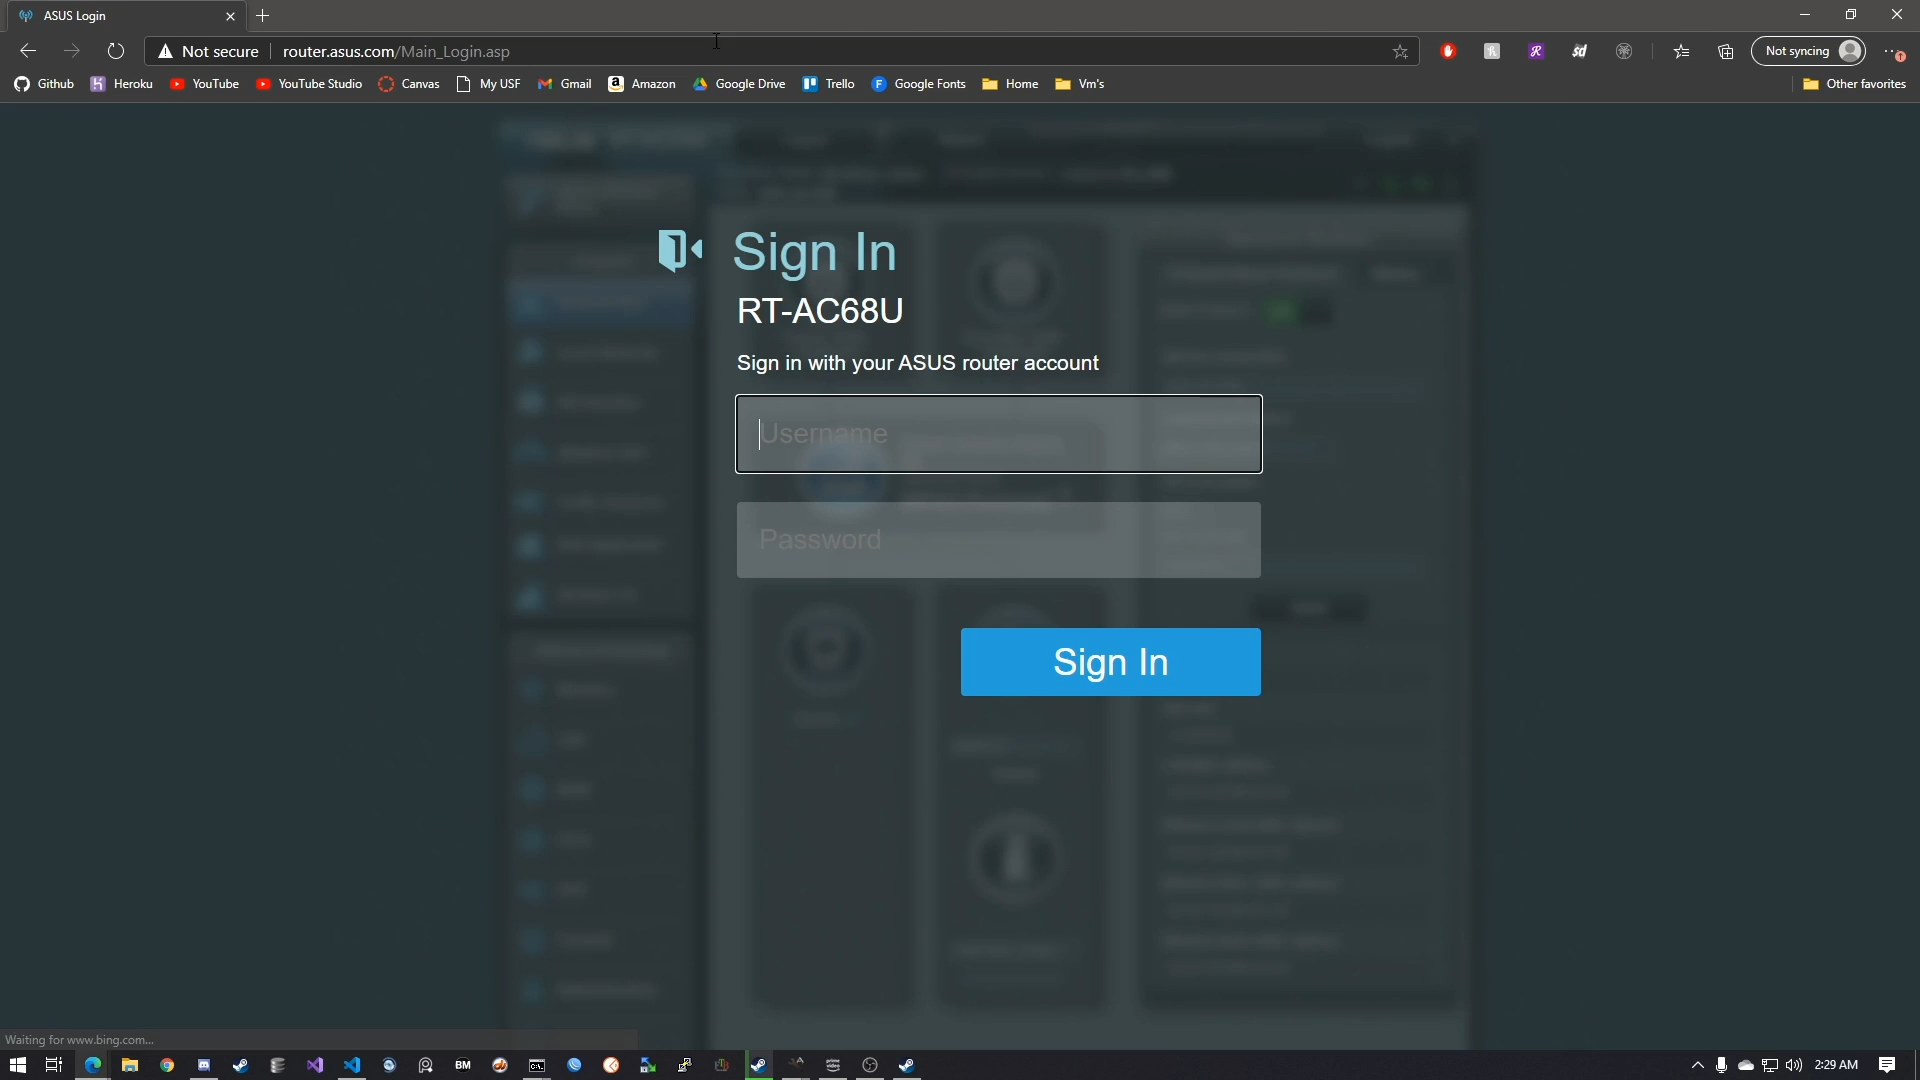 ASUS Login
Not secure
router.asus.com/Main_Login.asp
Not syncing
Github
Heroku
YouTube
YouTube Studio
Canvas
My USF
Gmail
Amazon
Google Drive
Trello
Google Fonts
Home
Vm's
Other favorites
Sign In
RT-AC68U
Sign in with your ASUS router account
Username
Password
Sign In
Waiting for www.bing.com...
BM
2:29 AM